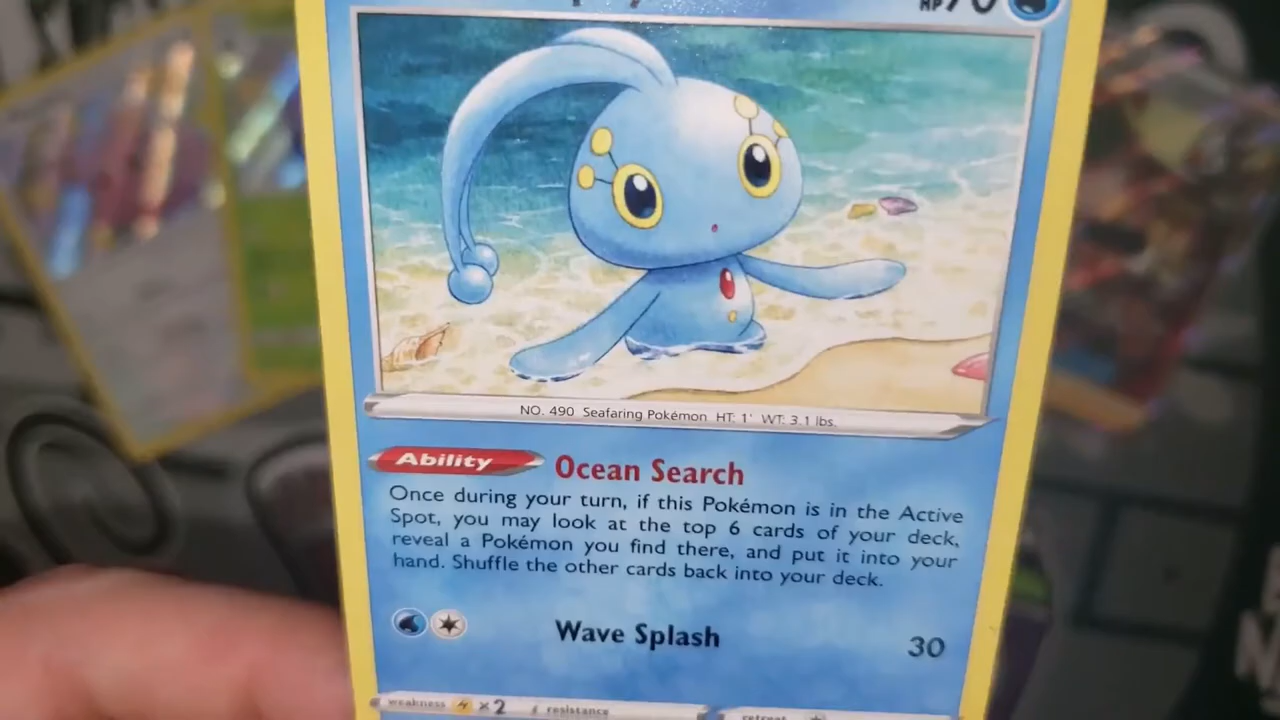 HP70
NO. 490 Seafaring Pokémon HT: 1' WT: 3.1 lbs.
Ability Ocean Search
Once during your turn, if this Pokémon is in the Active
Spot, you may look at the top 6 cards of your deck,
reveal a Pokémon you find there, and put it into your
hand. Shuffle the other cards back into your deck.
Wave Splash 30
weakness ×2 resistance retreat